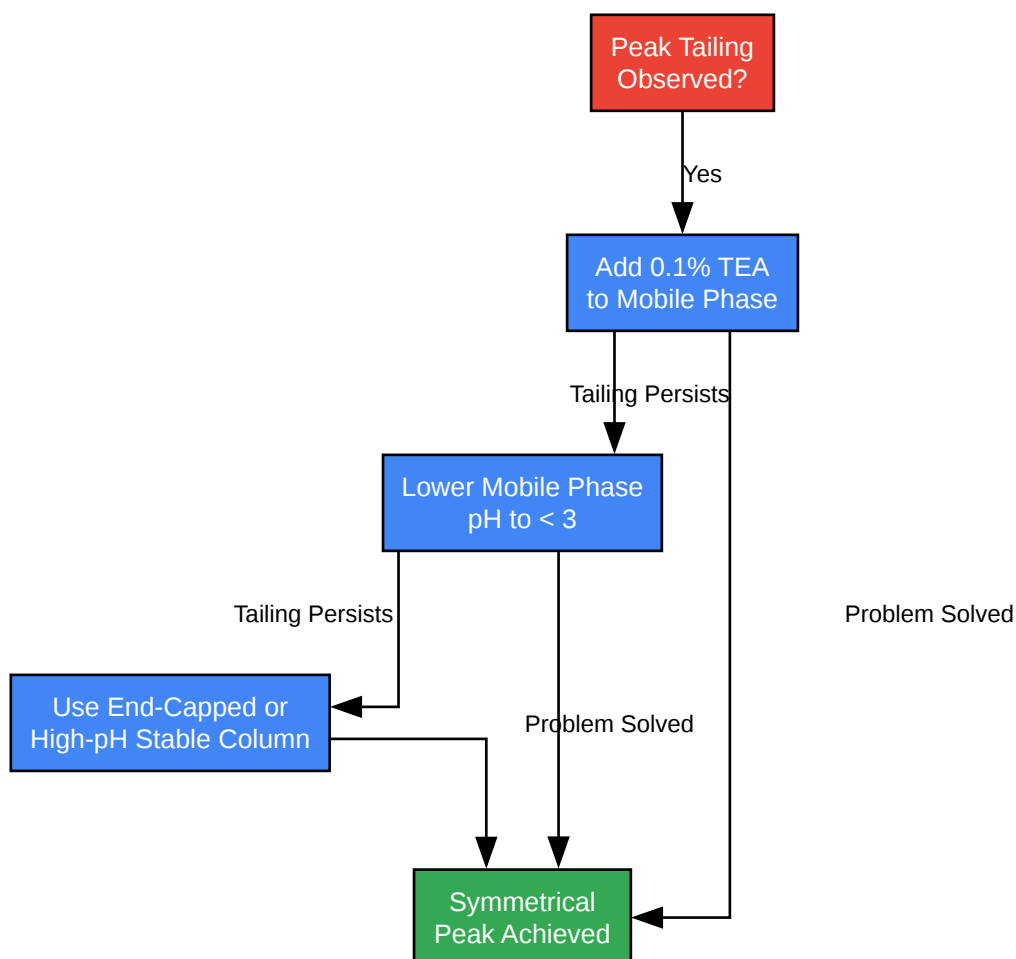 Peak Tailing
Observed?
Yes
Add 0.1% TEA
to Mobile Phase
Tailing Persists
Lower Mobile Phase
pH to < 3
Tailing Persists
Problem Solved
Use End-Capped or
High-pH Stable Column
Problem Solved
Symmetrical
Peak Achieved